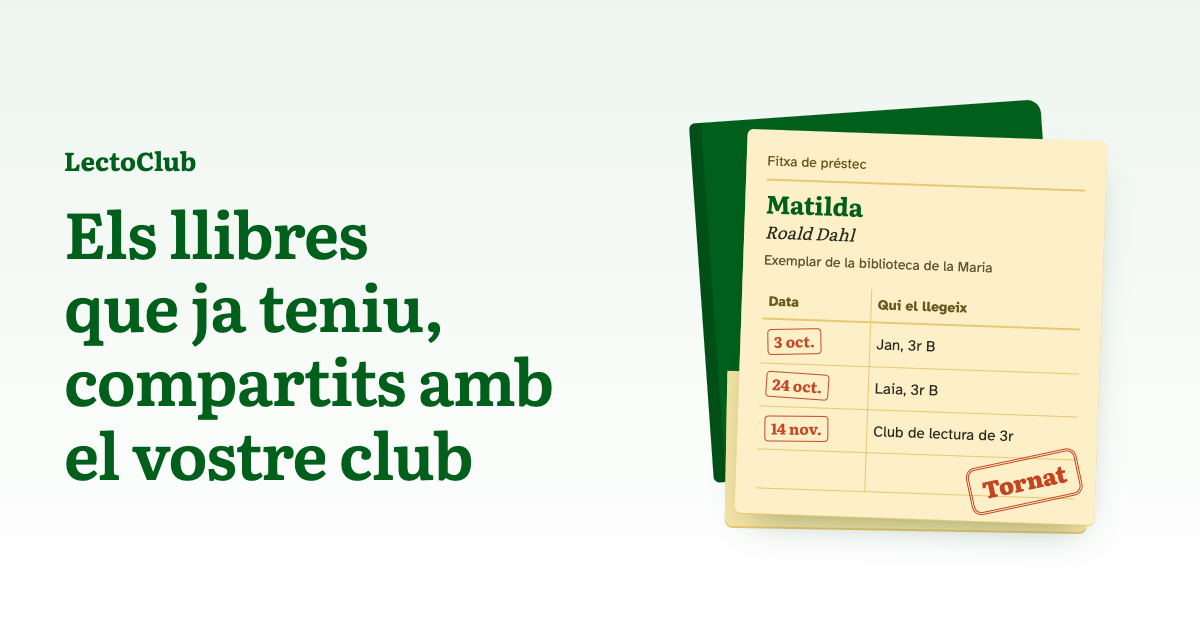 LectoClub
Els llibres
que ja teniu,
compartits amb
el vostre club
Fitxa de préstec
Matilda
Roald Dahl
Exemplar de la biblioteca de la Maria
Data Qui el llegeix
3 oct. Jan, 3r B
24 oct. Laia, 3r B
14 nov. Club de lectura de 3r
Tornat